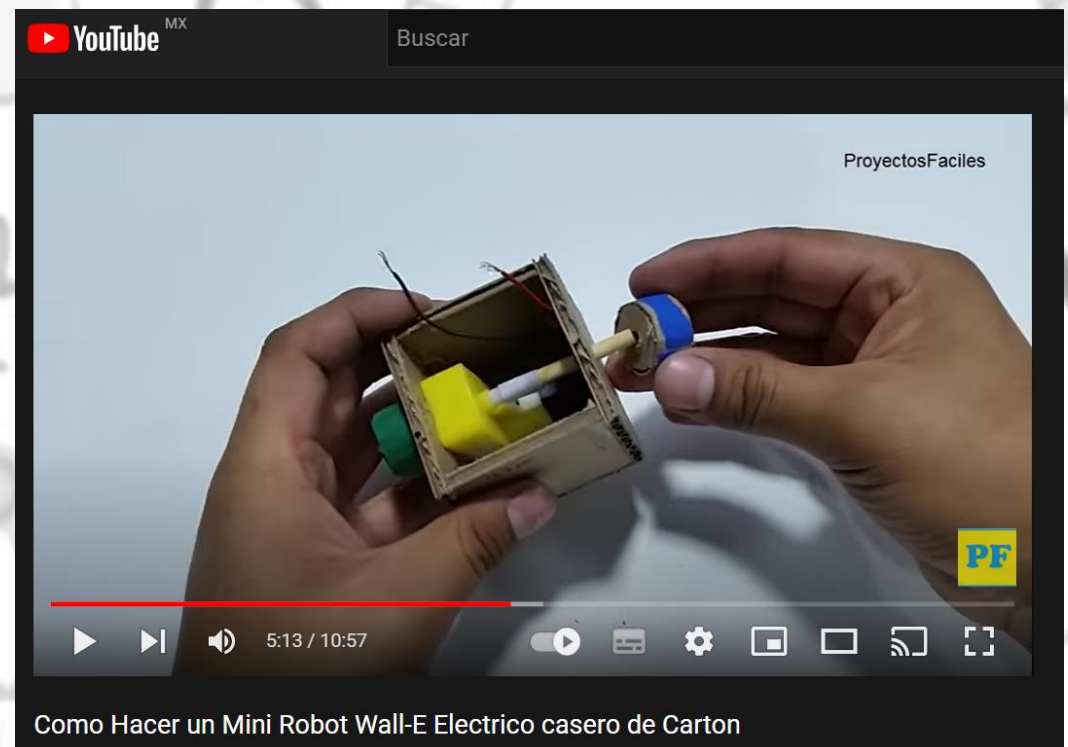 YouTube MX
Buscar
ProyectosFaciles
PF
5:13 / 10:57
Como Hacer un Mini Robot Wall-E Electrico casero de Carton